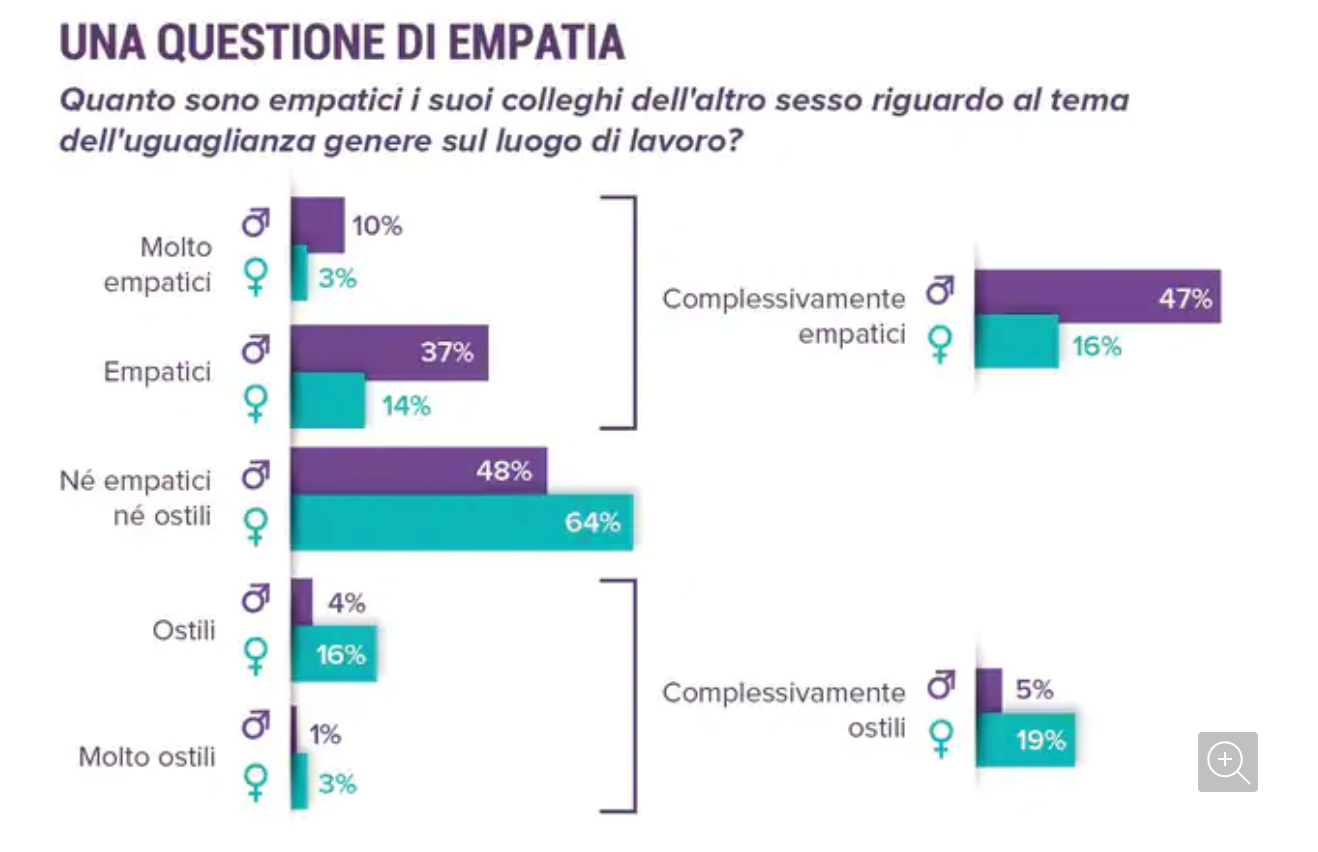 UNA QUESTIONE DI EMPATIA
Quanto sono empatici i suoi colleghi dell'altro sesso riguardo al tema
dell'uguaglianza genere sul luogo di lavoro?
Molto
empatici
♂ 10%
♀ 3%
Empatici
♂ 37%
♀ 14%
Complessivamente
empatici
♂ 47%
♀ 16%
Né empatici
né ostili
♂ 48%
♀ 64%
Ostili
♂ 4%
♀ 16%
Molto ostili
♂ 1%
♀ 3%
Complessivamente
ostili
♂ 5%
♀ 19%